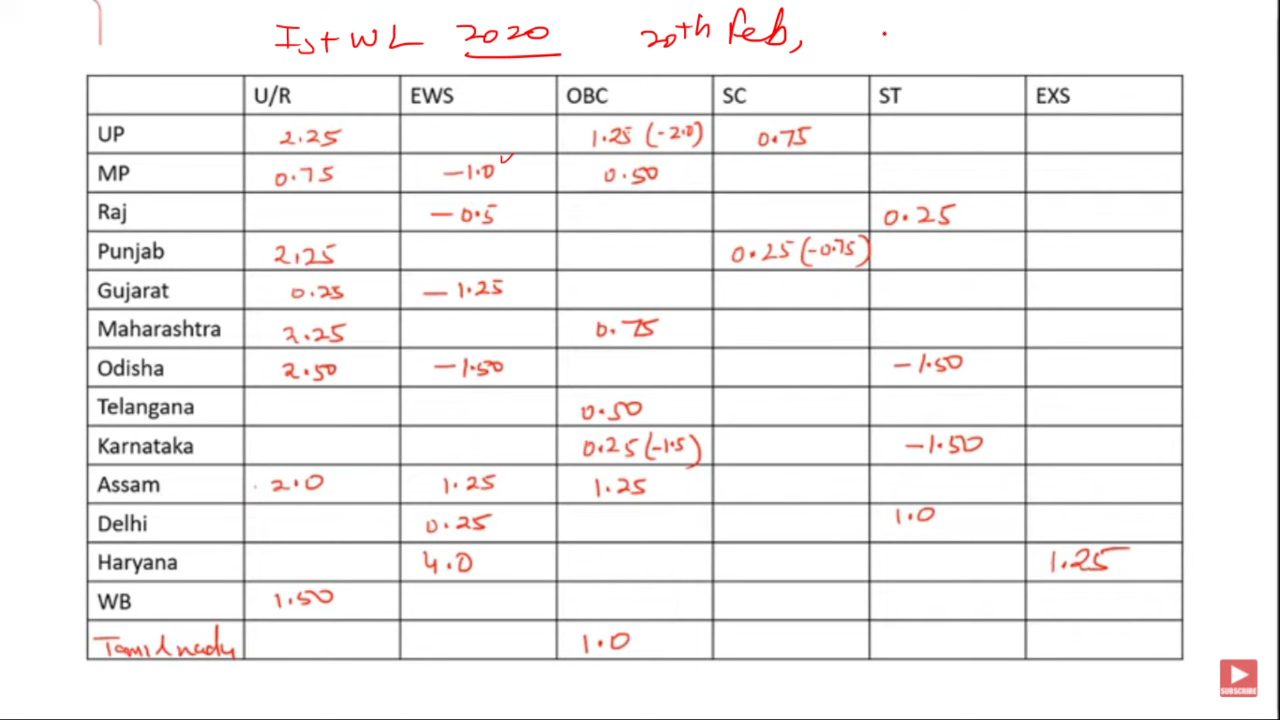 Ist WL 2020 20th Feb,
U/R EWS OBC SC ST EXS
UP 2.25 1.25 (-2.0) 0.75
MP 0.75 -1.0 0.50
Raj -0.5 0.25
Punjab 2.25 0.25 (-0.75)
Gujarat 0.25 -1.25
Maharashtra 2.25 0.75
Odisha 2.50 -1.50 -1.50
Telangana 0.50
Karnataka 0.25 (-1.5) -1.50
Assam 2.0 1.25 1.25
Delhi 0.25 1.0
Haryana 4.0 1.25
WB 1.50
Tamilnadu 1.0
SUBSCRIBE